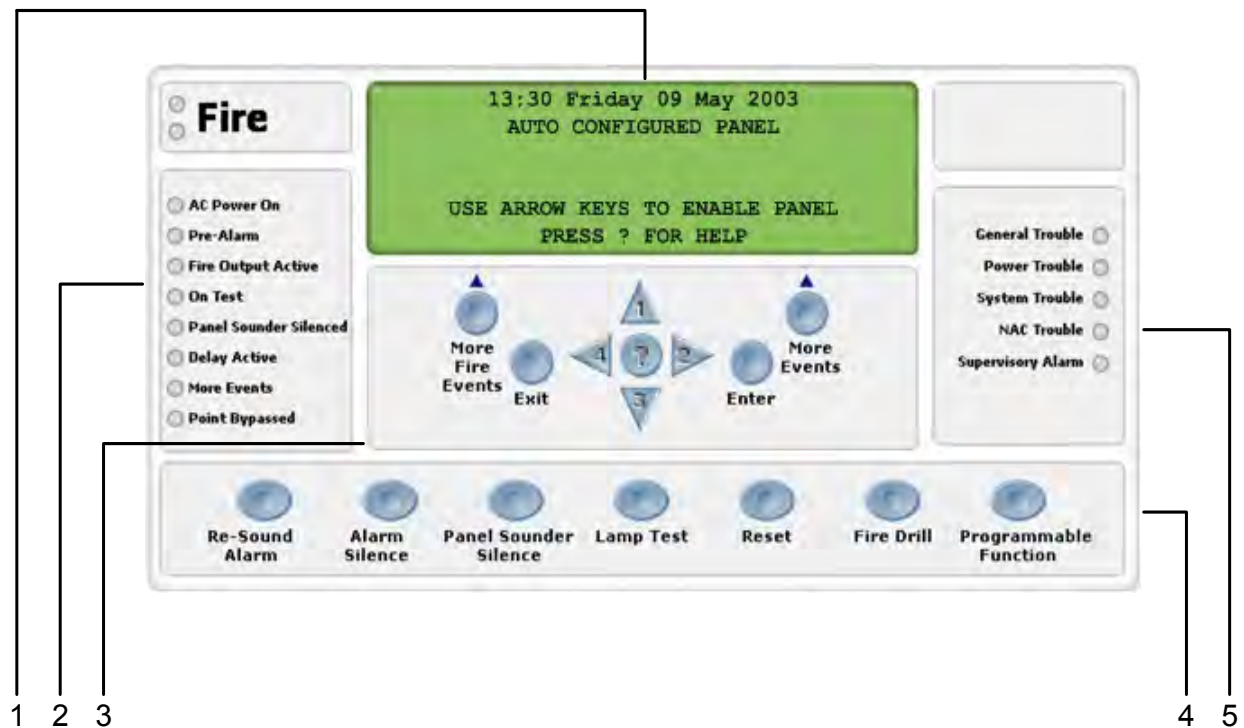 Fire
13:30 Friday 09 May 2003
AUTO CONFIGURED PANEL
USE ARROW KEYS TO ENABLE PANEL
PRESS ? FOR HELP
AC Power On
Pre-Alarm
Fire Output Active
On Test
Panel Sounder Silenced
Delay Active
More Events
Point Bypassed
More
Fire
Events
Exit
1
4 ? 2
3
Enter
More
Events
General Trouble
Power Trouble
System Trouble
NAC Trouble
Supervisory Alarm
Re-Sound
Alarm
Alarm
Silence
Panel Sounder
Silence
Lamp Test
Reset
Fire Drill
Programmable
Function
1 2 3 4 5